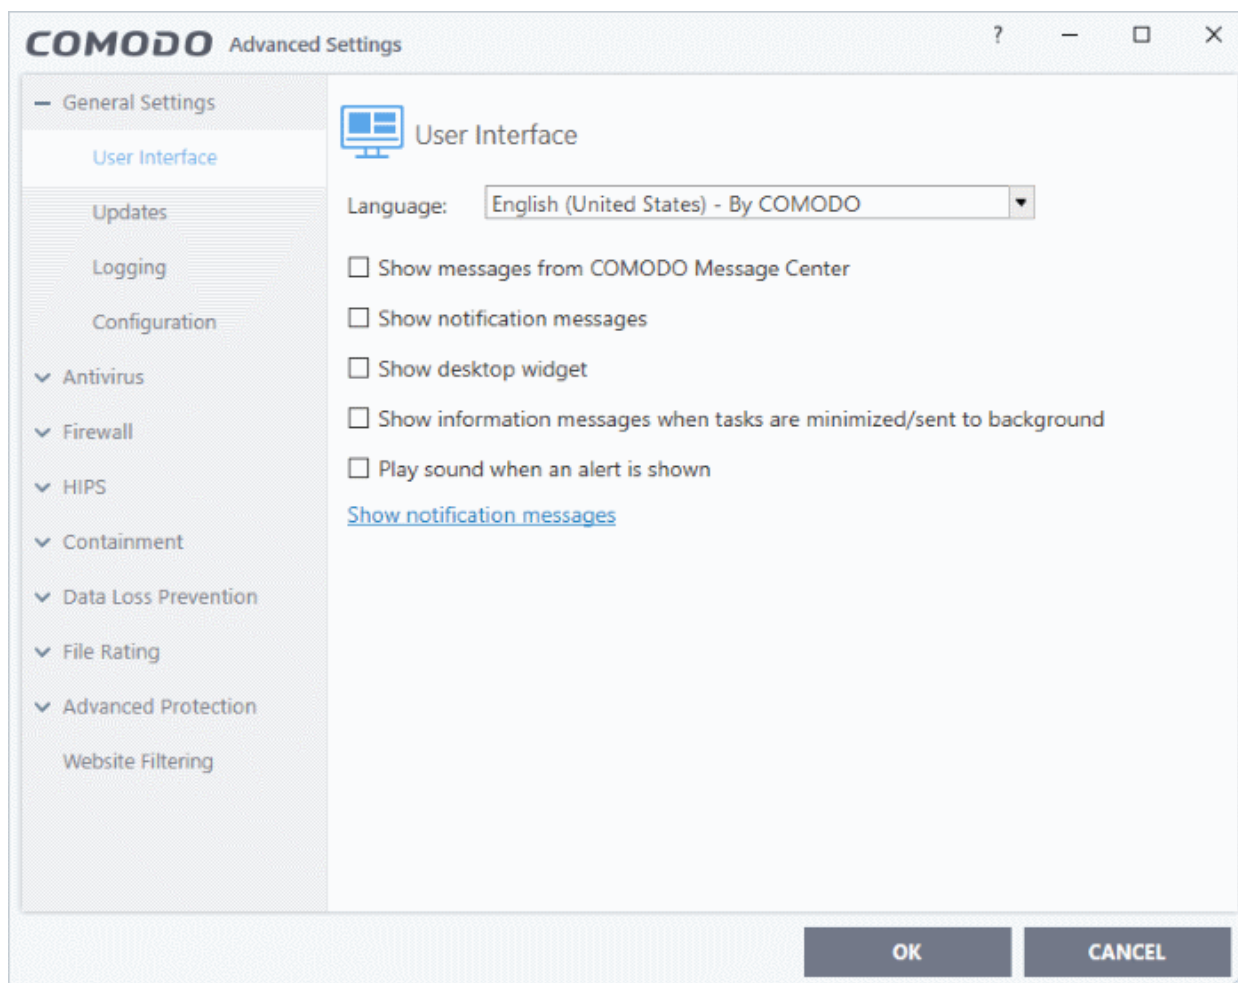 COMODO Advanced Settings ?
General Settings
User Interface
Updates
Logging
Configuration
Antivirus
Firewall
HIPS
Containment
Data Loss Prevention
File Rating
Advanced Protection
Website Filtering
User Interface
Language: English (United States) - By COMODO
Show messages from COMODO Message Center
Show notification messages
Show desktop widget
Show information messages when tasks are minimized/sent to background
Play sound when an alert is shown
Show notification messages
OK CANCEL